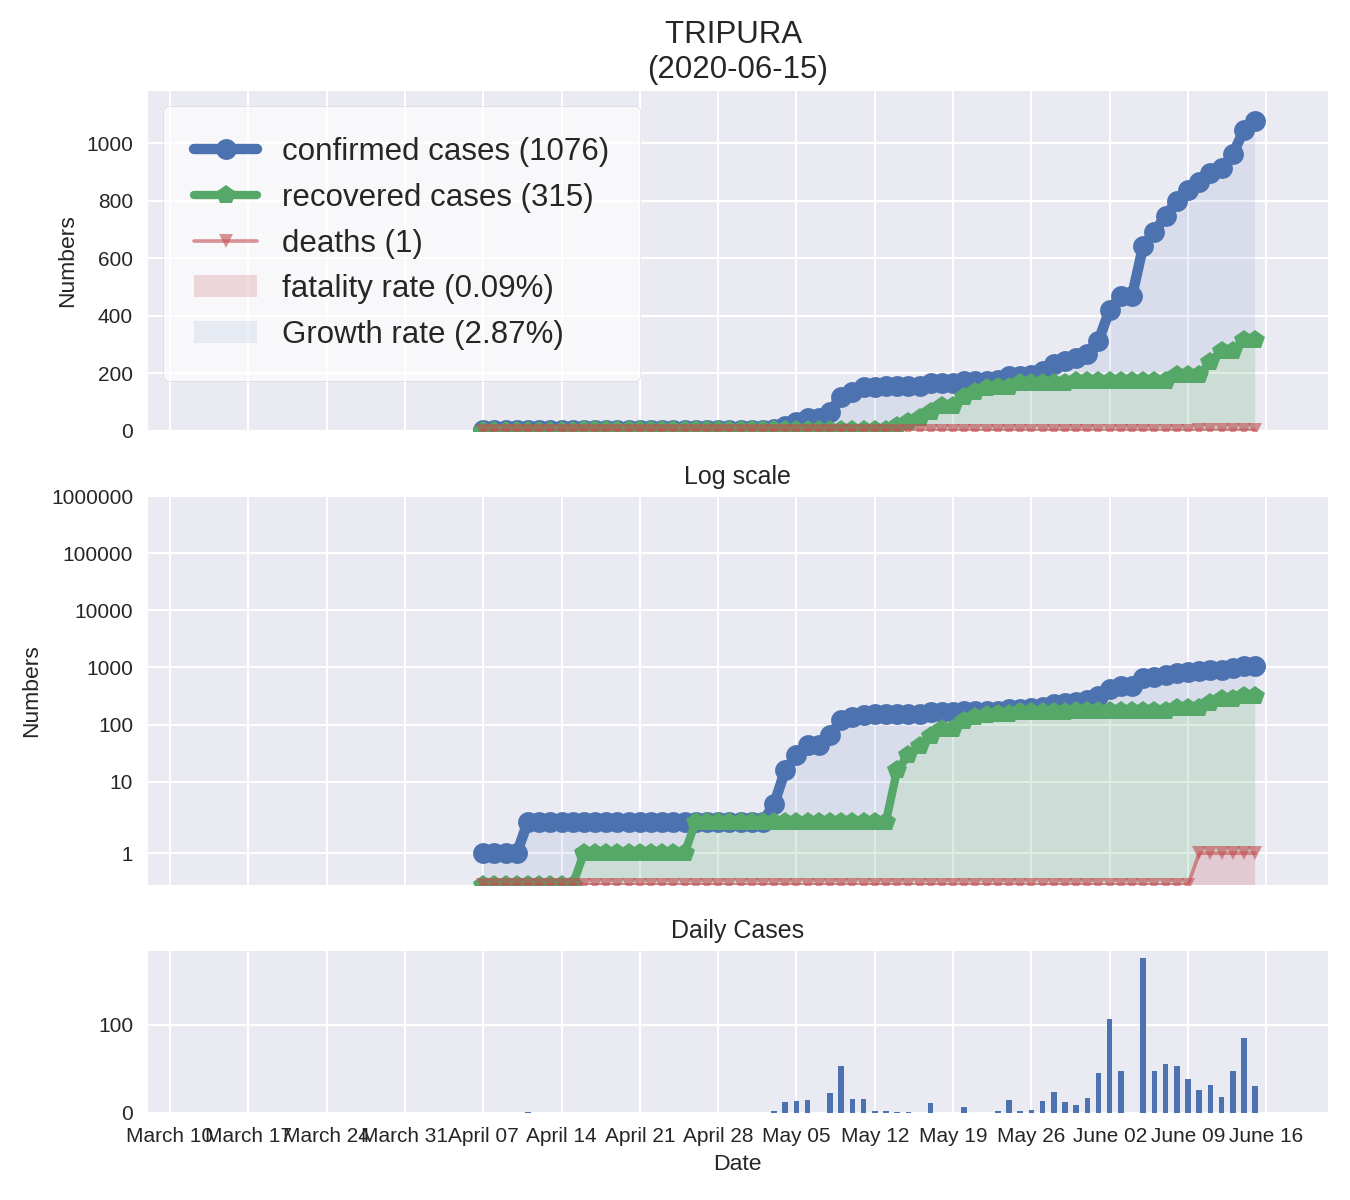 TRIPURA
(2020-06-15)
confirmed cases (1076)
recovered cases (315)
deaths (1)
fatality rate (0.09%)
Growth rate (2.87%)
Numbers
1000
800
600
400
200
0
Log scale
Numbers
1000000
100000
10000
1000
100
10
1
Daily Cases
100
0
March 10 March 17 March 24 March 31 April 07 April 14 April 21 April 28 May 05 May 12 May 19 May 26 June 02 June 09 June 16
Date